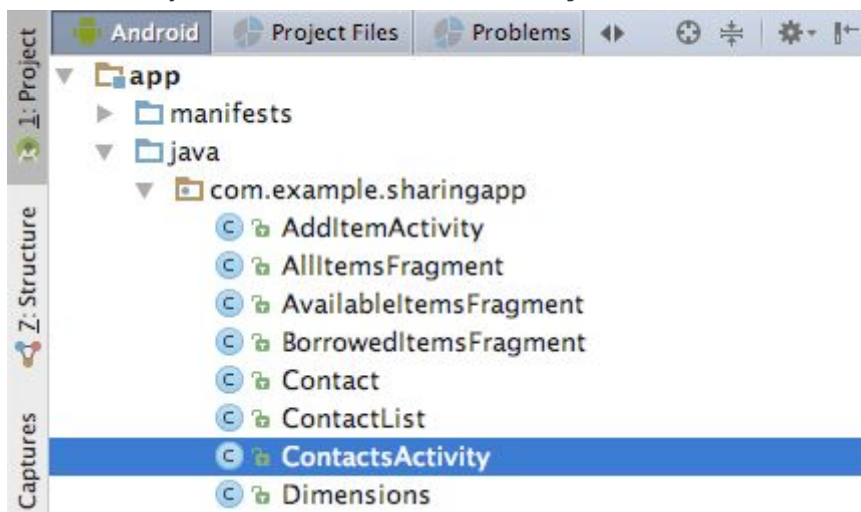 Android Project Files Problems
1: Project
app
manifests
java
com.example.sharingapp
Z: Structure
C AddItemActivity
C AllItemsFragment
C AvailableItemsFragment
C BorrowedItemsFragment
C Contact
C ContactList
Captures
C ContactsActivity
C Dimensions